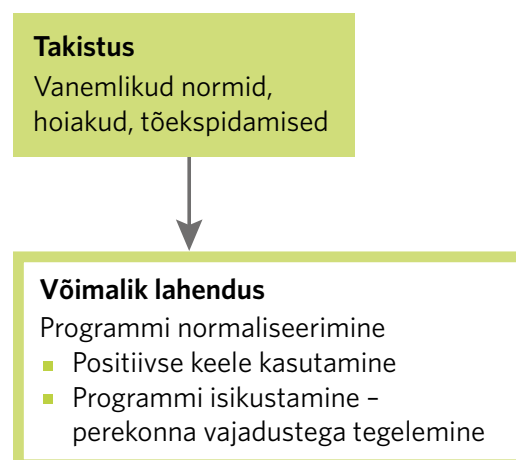 Takistus
Vanemlikud normid,
hoiakud, tõekspidamised
Võimalik lahendus
Programmi normaliseerimine
Positiivse keele kasutamine
Programmi isikustamine –
perekonna vajadustega tegelemine